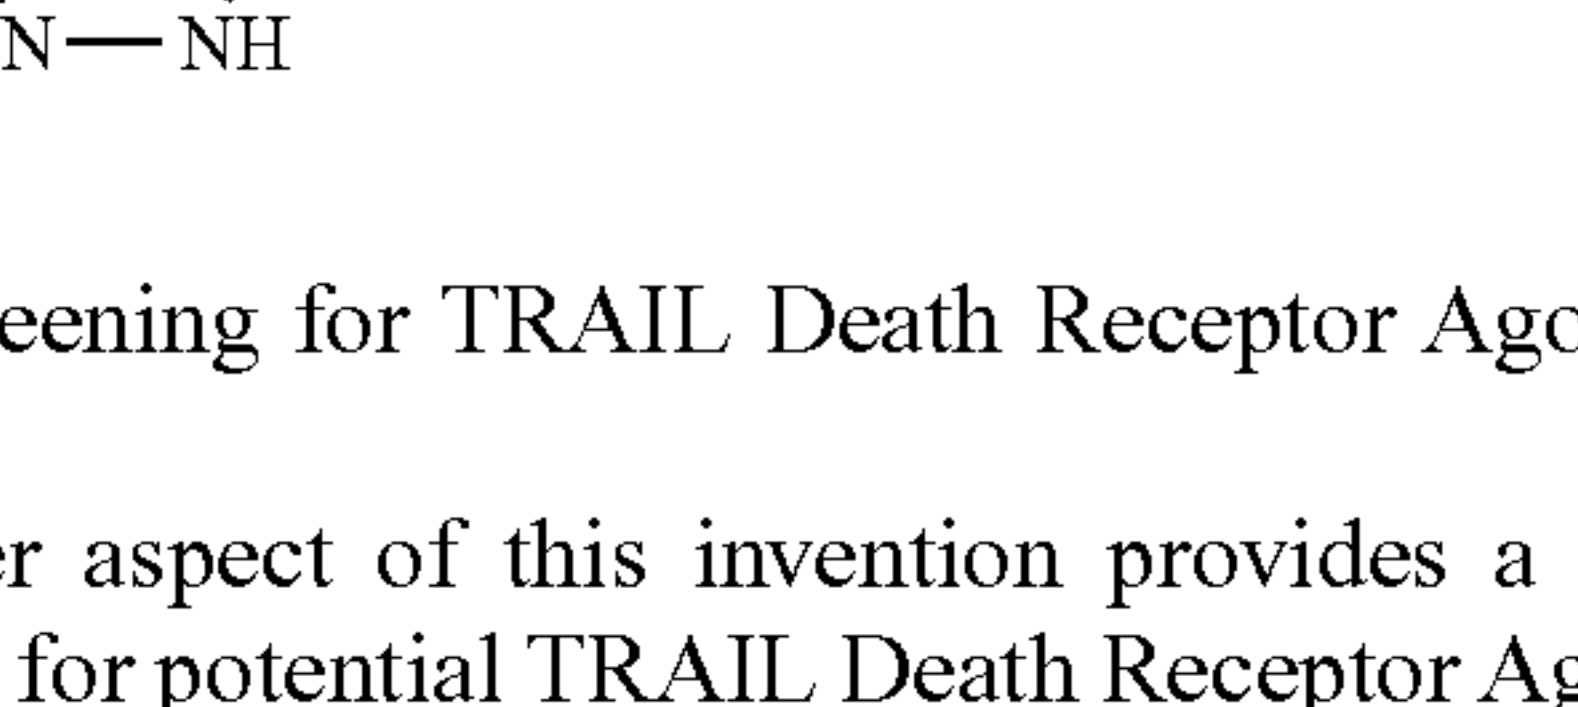 N—NH
eening for TRAIL Death Receptor Ago
er aspect of this invention provides a
for potential TRAIL Death Receptor Ag